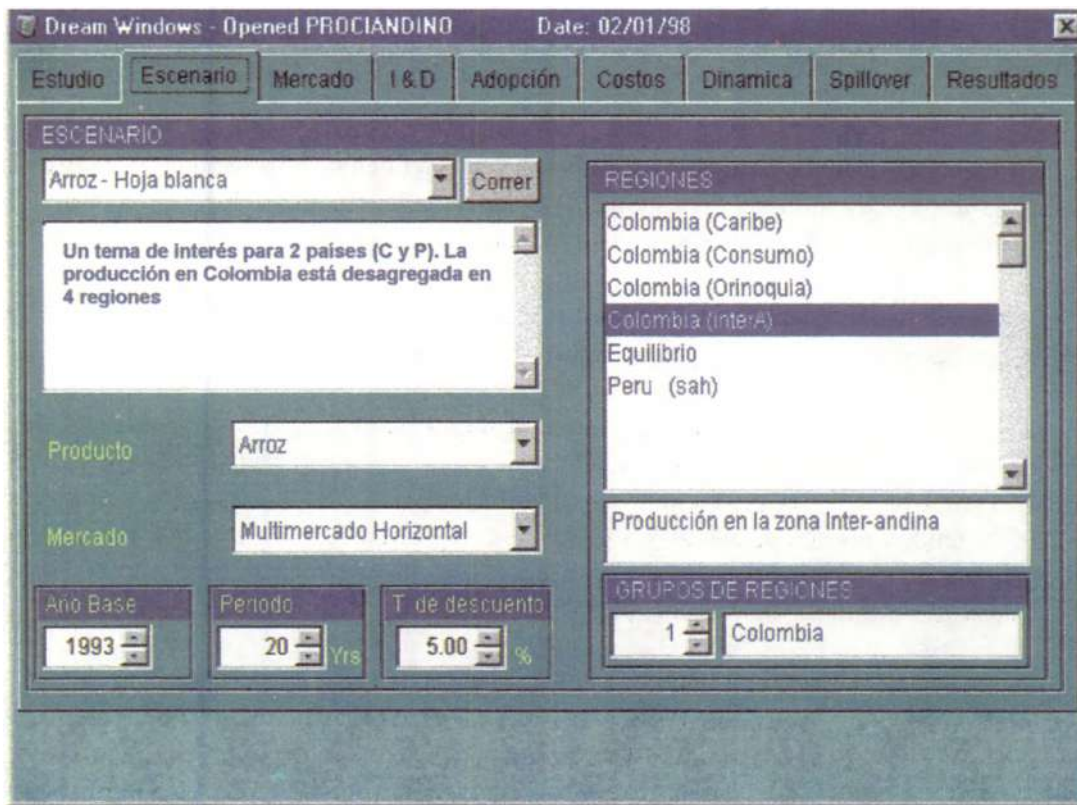 Dream Windows - Opened PROCIANDINO Date: 02/01/98
Estudio Escenario Mercado I & D Adopción Costos Dinamica Spillover Resultados
ESCENARIO
Arroz - Hoja blanca Correr
Un tema de interés para 2 países (C y P). La
producción en Colombia está desagregada en
4 regiones
Producto Arroz
Mercado Multimercado Horizontal
Año Base Periodo T de descuento
1993 20 Yrs 5.00 %
REGIONES
Colombia (Caribe)
Colombia (Consumo)
Colombia (Orinoquia)
Colombia (interA)
Equilibrio
Peru (sah)
Producción en la zona Inter-andina
GRUPOS DE REGIONES
1 Colombia